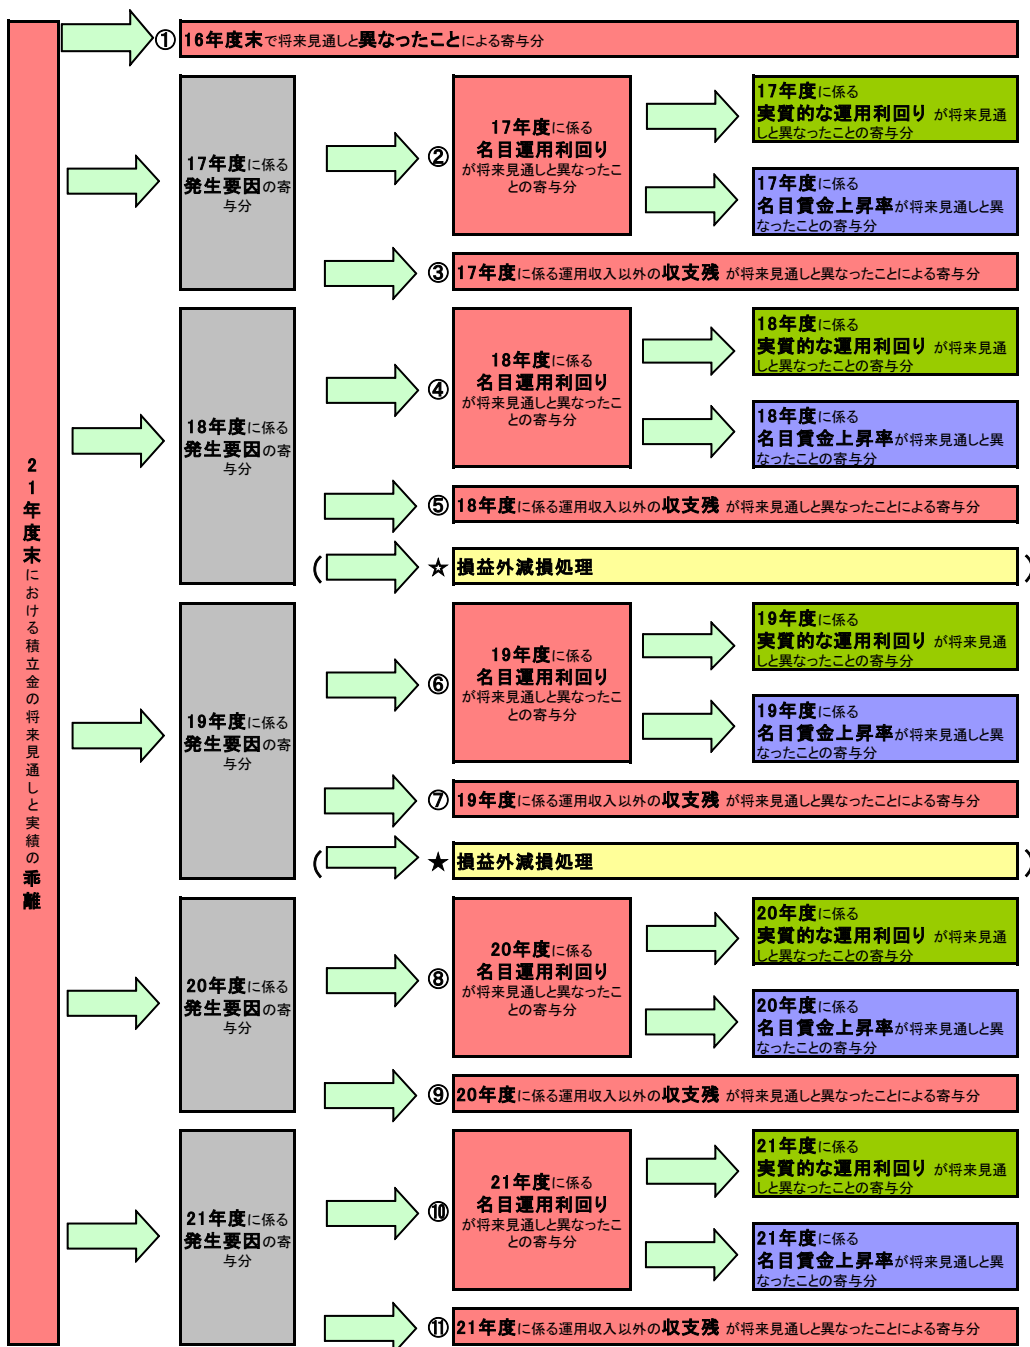 21年度末における積立金の将来見通しと実績の乖離
① 16年度末で将来見通しと異なったことによる寄与分
17年度に係る
発生要因の寄
与分
② 17年度に係る
名目運用利回り
が将来見通しと異なったこ
との寄与分
17年度に係る
実質的な運用利回り が将来見通
しと異なったことの寄与分
17年度に係る
名目賃金上昇率が将来見通しと異
なったことの寄与分
③ 17年度に係る運用収入以外の収支残 が将来見通しと異なったことによる寄与分
18年度に係る
発生要因の寄
与分
④ 18年度に係る
名目運用利回り
が将来見通しと異なったこ
との寄与分
18年度に係る
実質的な運用利回り が将来見通
しと異なったことの寄与分
18年度に係る
名目賃金上昇率が将来見通しと異
なったことの寄与分
⑤ 18年度に係る運用収入以外の収支残 が将来見通しと異なったことによる寄与分
( ☆ 損益外減損処理 )
19年度に係る
発生要因の寄
与分
⑥ 19年度に係る
名目運用利回り
が将来見通しと異なったこ
との寄与分
19年度に係る
実質的な運用利回り が将来見通
しと異なったことの寄与分
19年度に係る
名目賃金上昇率が将来見通しと異
なったことの寄与分
⑦ 19年度に係る運用収入以外の収支残 が将来見通しと異なったことによる寄与分
( ★ 損益外減損処理 )
20年度に係る
発生要因の寄
与分
⑧ 20年度に係る
名目運用利回り
が将来見通しと異なったこ
との寄与分
20年度に係る
実質的な運用利回り が将来見通
しと異なったことの寄与分
20年度に係る
名目賃金上昇率が将来見通しと異
なったことの寄与分
⑨ 20年度に係る運用収入以外の収支残 が将来見通しと異なったことによる寄与分
21年度に係る
発生要因の寄
与分
⑩ 21年度に係る
名目運用利回り
が将来見通しと異なったこ
との寄与分
21年度に係る
実質的な運用利回り が将来見通
しと異なったことの寄与分
21年度に係る
名目賃金上昇率が将来見通しと異
なったことの寄与分
⑪ 21年度に係る運用収入以外の収支残 が将来見通しと異なったことによる寄与分